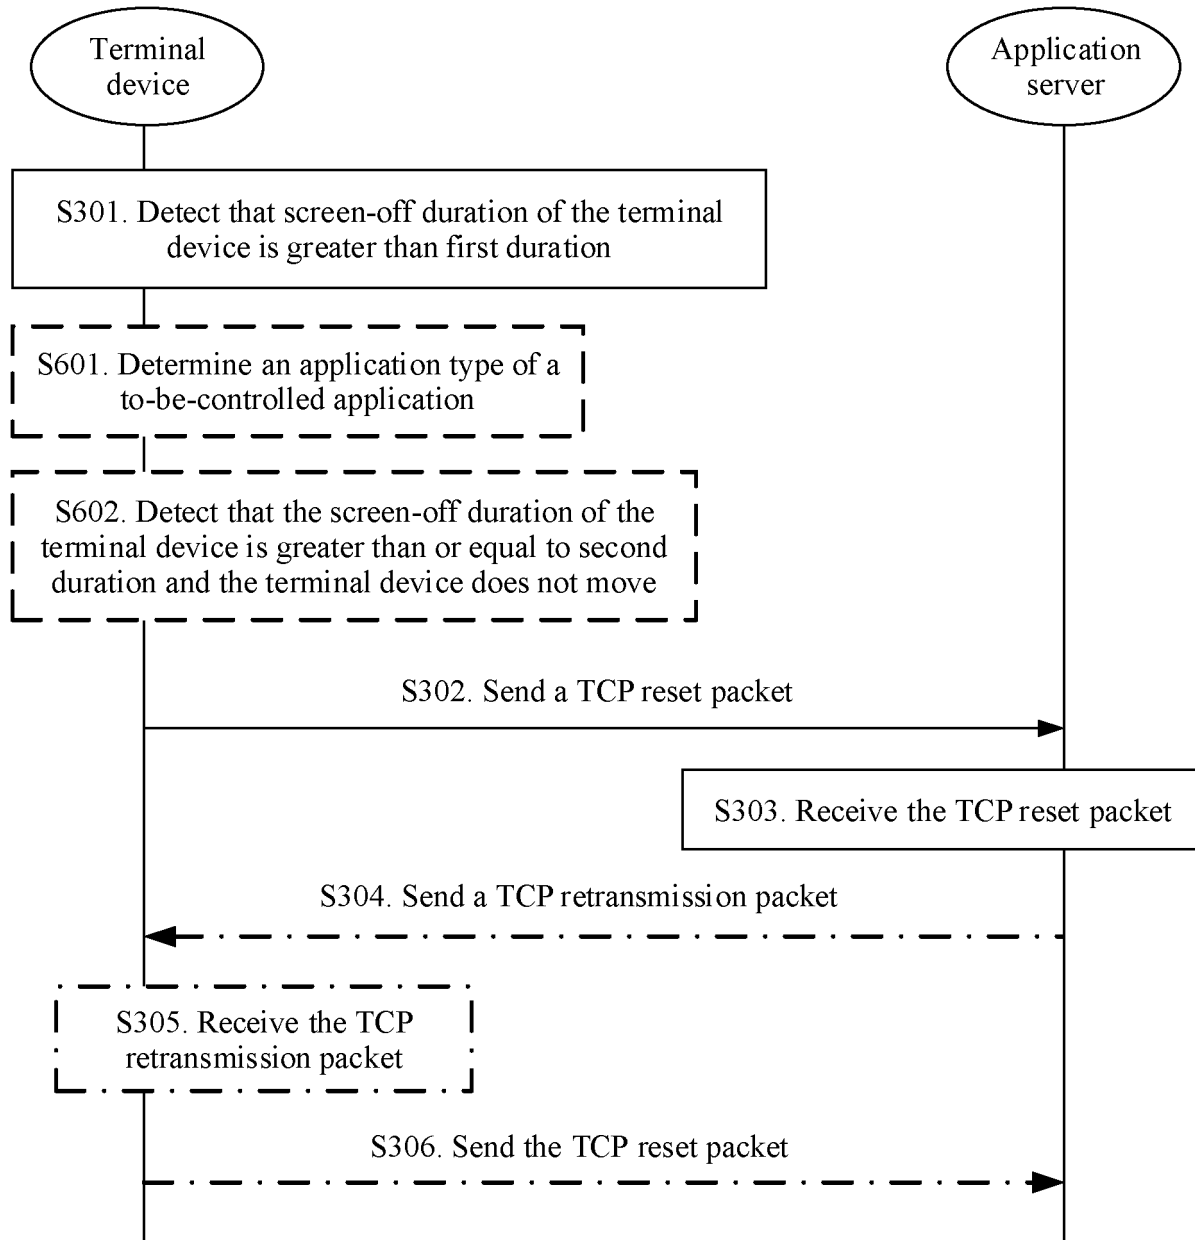 Terminal
device
Application
server
S301. Detect that screen-off duration of the terminal
device is greater than first duration
S601. Determine an application type of a
to-be-controlled application
S602. Detect that the screen-off duration of the
terminal device is greater than or equal to second
duration and the terminal device does not move
S302. Send a TCP reset packet
S303. Receive the TCP reset packet
S304. Send a TCP retransmission packet
S305. Receive the TCP
retransmission packet
S306. Send the TCP reset packet